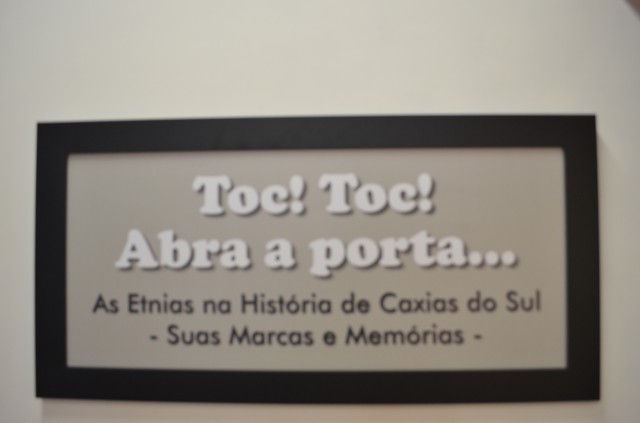 Toc! Toc!
Abra a porta...
As Etnias na História de Caxias do Sul
- Suas Marcas e Memórias -